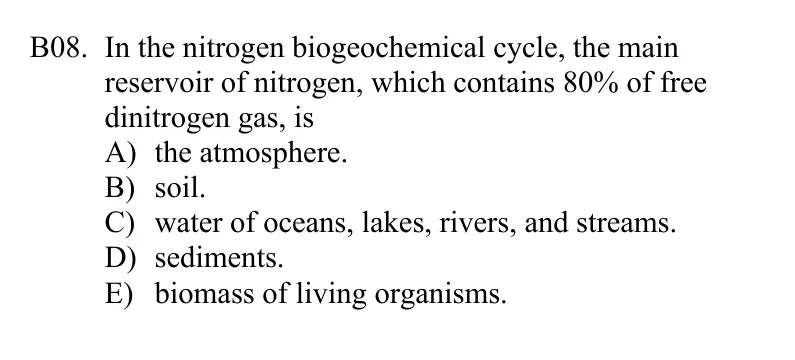 B08. In the nitrogen biogeochemical cycle, the main
reservoir of nitrogen, which contains 80% of free
dinitrogen gas, is
A) the atmosphere.
B) soil.
C) water of oceans, lakes, rivers, and streams.
D) sediments.
E) biomass of living organisms.